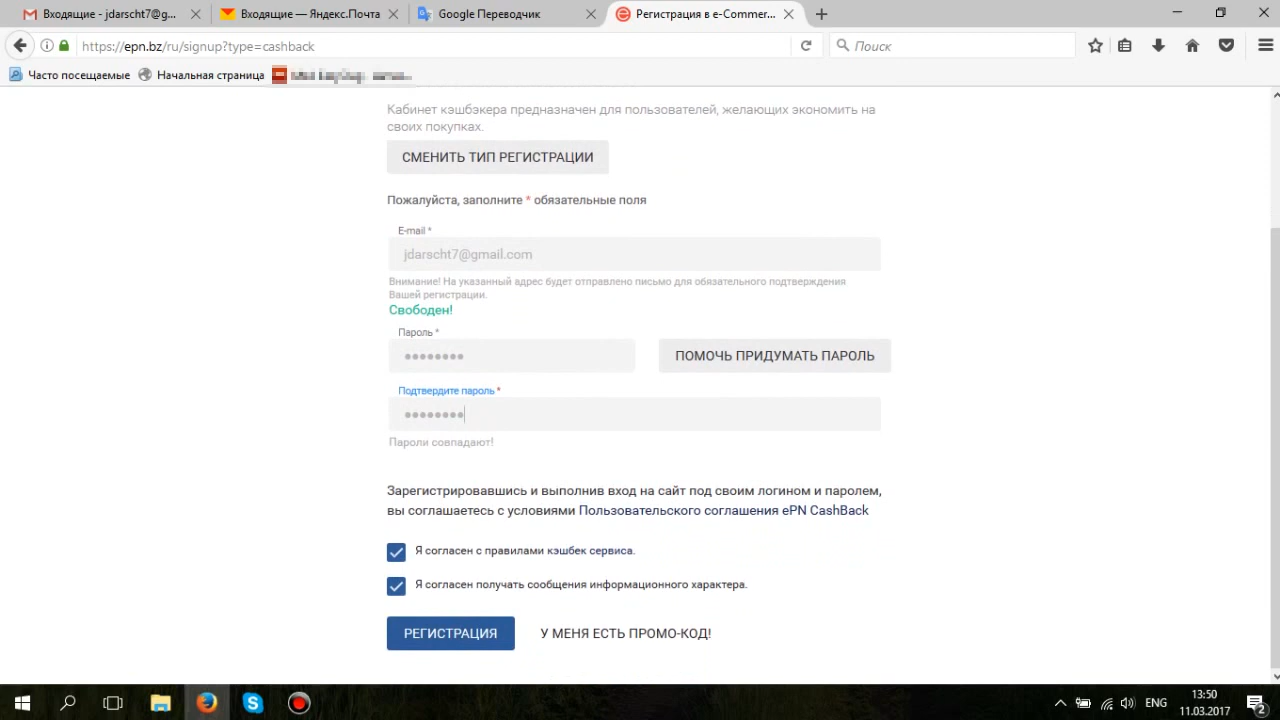 Входящие - jdarscht7@g...
Входящие — Яндекс.Почта
Google Переводчик
Регистрация в e-Commer...
https://epn.bz/ru/signup?type=cashback
Поиск
Часто посещаемые
Начальная страница
Кабинет кэшбэкера предназначен для пользователей, желающих экономить на
своих покупках.
СМЕНИТЬ ТИП РЕГИСТРАЦИИ
Пожалуйста, заполните * обязательные поля
E-mail *
jdarscht7@gmail.com
Внимание! На указанный адрес будет отправлено письмо для обязательного подтверждения
Вашей регистрации.
Свободен!
Пароль *
●●●●●●●●
ПОМОЧЬ ПРИДУМАТЬ ПАРОЛЬ
Подтвердите пароль *
●●●●●●●●
Пароли совпадают!
Зарегистрировавшись и выполнив вход на сайт под своим логином и паролем,
вы соглашаетесь с условиями Пользовательского соглашения ePN CashBack
Я согласен с правилами кэшбек сервиса.
Я согласен получать сообщения информационного характера.
РЕГИСТРАЦИЯ
У МЕНЯ ЕСТЬ ПРОМО-КОД!
ENG
13:50
11.03.2017
2